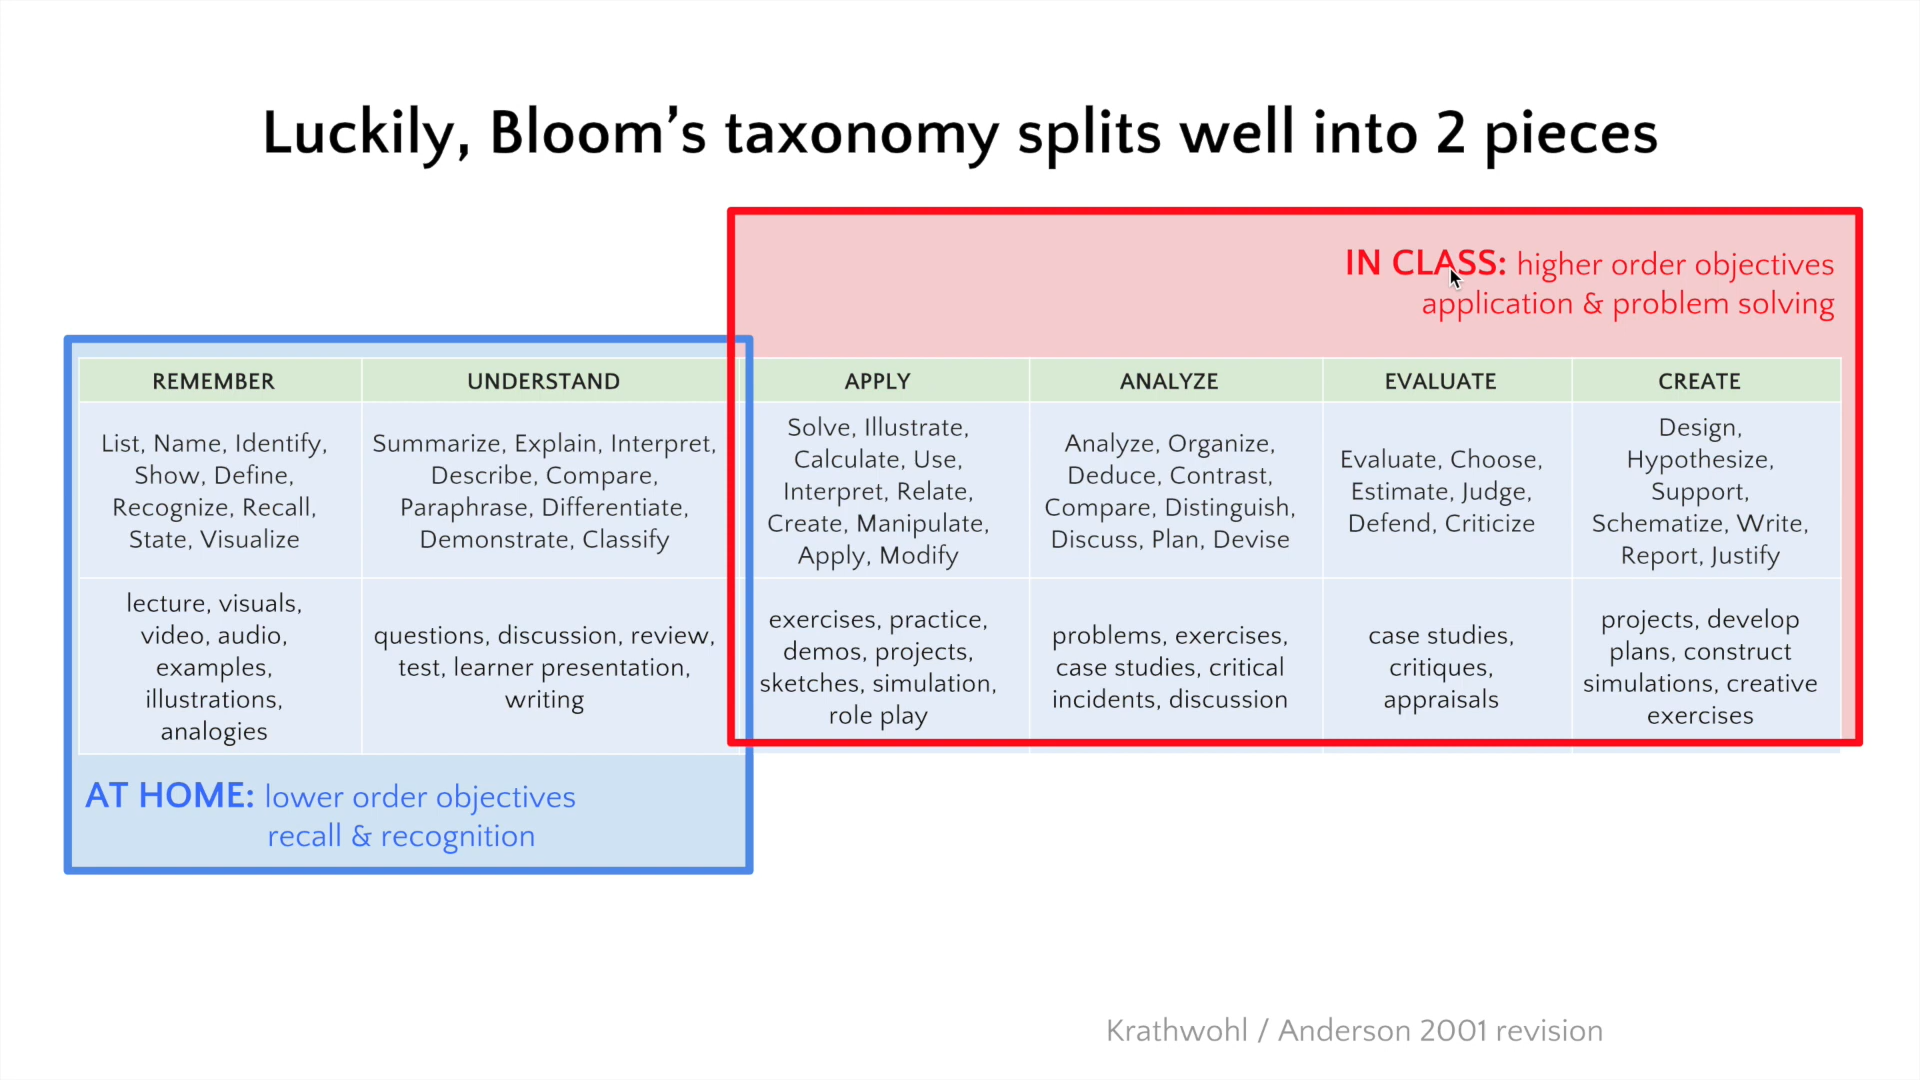 Luckily, Bloom’s taxonomy splits well into 2 pieces
IN CLASS: higher order objectives
application & problem solving
REMEMBER
UNDERSTAND
APPLY
ANALYZE
EVALUATE
CREATE
List, Name, Identify,
Show, Define,
Recognize, Recall,
State, Visualize
Summarize, Explain, Interpret,
Describe, Compare,
Paraphrase, Differentiate,
Demonstrate, Classify
Solve, Illustrate,
Calculate, Use,
Interpret, Relate,
Create, Manipulate,
Apply, Modify
Analyze, Organize,
Deduce, Contrast,
Compare, Distinguish,
Discuss, Plan, Devise
Evaluate, Choose,
Estimate, Judge,
Defend, Criticize
Design,
Hypothesize,
Support,
Schematize, Write,
Report, Justify
lecture, visuals,
video, audio,
examples,
illustrations,
analogies
questions, discussion, review,
test, learner presentation,
writing
exercises, practice,
demos, projects,
sketches, simulation,
role play
problems, exercises,
case studies, critical
incidents, discussion
case studies,
critiques,
appraisals
projects, develop
plans, construct
simulations, creative
exercises
AT HOME: lower order objectives
recall & recognition
Krathwohl / Anderson 2001 revision